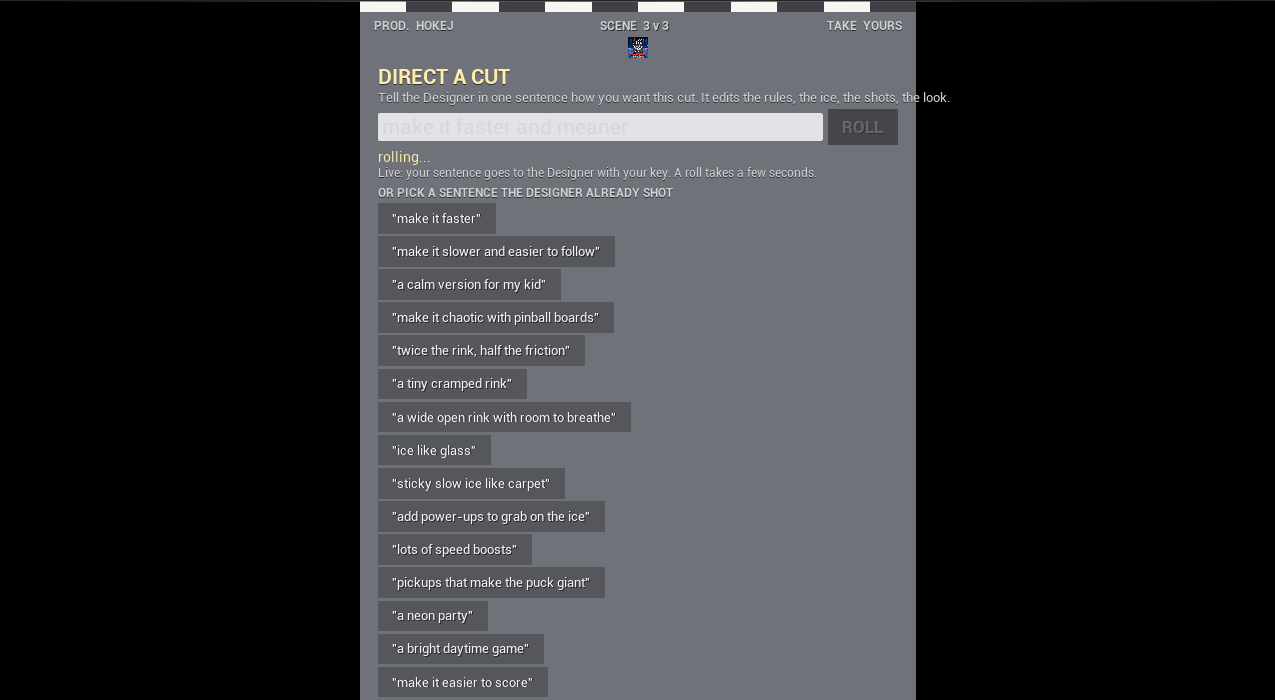 PROD. HOKEJ
SCENE 3 v 3
TAKE YOURS
DIRECT A CUT
Tell the Designer in one sentence how you want this cut. It edits the rules, the ice, the shots, the look.
make it faster and meaner
ROLL
rolling...
Live: your sentence goes to the Designer with your key. A roll takes a few seconds.
OR PICK A SENTENCE THE DESIGNER ALREADY SHOT
"make it faster"
"make it slower and easier to follow"
"a calm version for my kid"
"make it chaotic with pinball boards"
"twice the rink, half the friction"
"a tiny cramped rink"
"a wide open rink with room to breathe"
"ice like glass"
"sticky slow ice like carpet"
"add power-ups to grab on the ice"
"lots of speed boosts"
"pickups that make the puck giant"
"a neon party"
"a bright daytime game"
"make it easier to score"